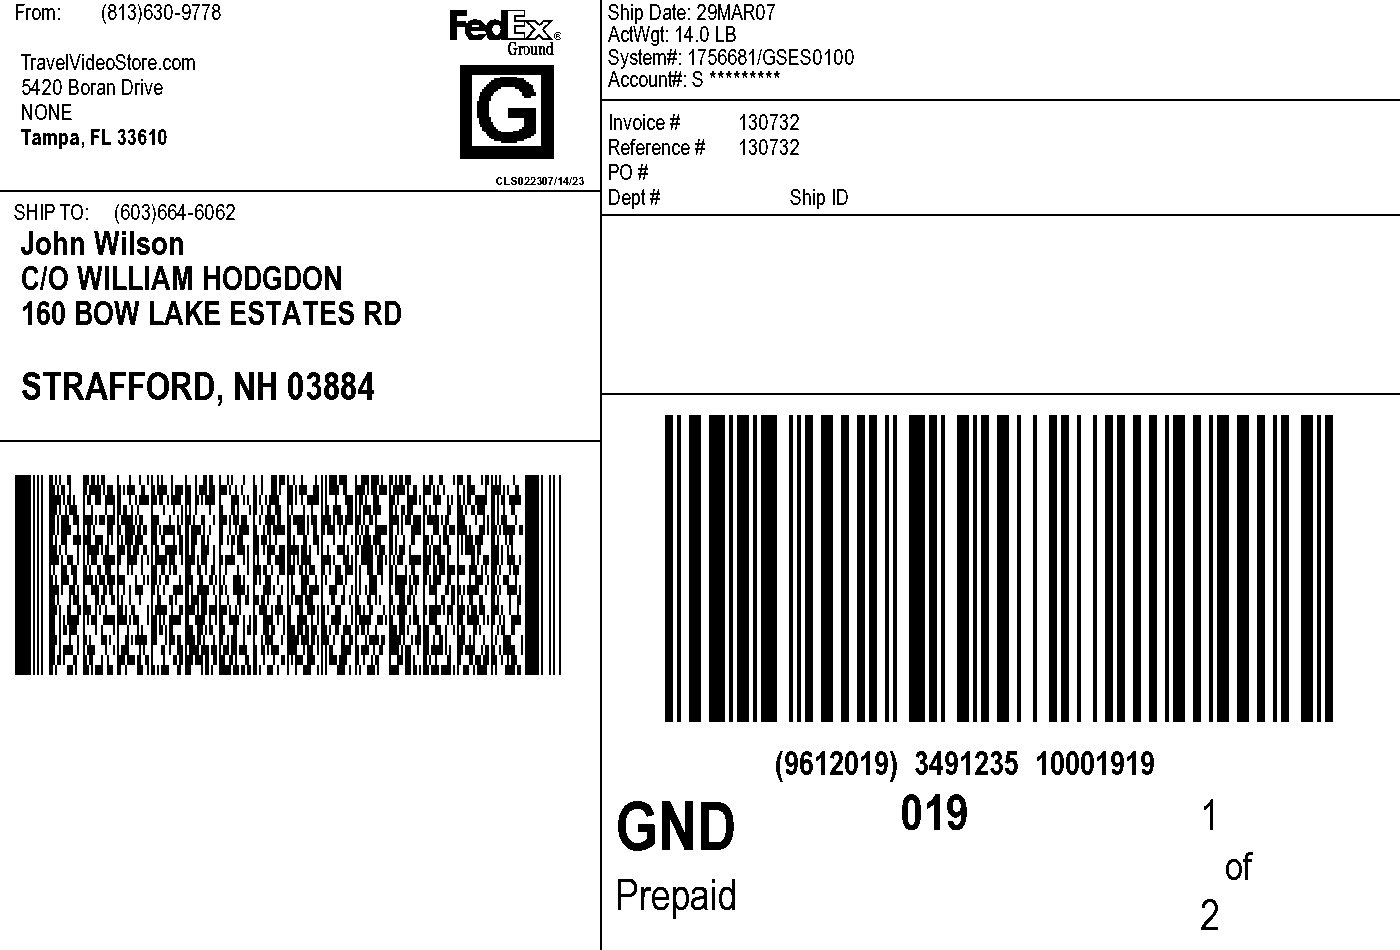 From: (813)630-9778
TravelVideoStore.com
5420 Boran Drive
NONE
Tampa, FL 33610
FedEx®
Ground
G
CLS022307/14/23
SHIP TO: (603)664-6062
John Wilson
C/O WILLIAM HODGDON
160 BOW LAKE ESTATES RD
STRAFFORD, NH 03884
Ship Date: 29MAR07
ActWgt: 14.0 LB
System#: 1756681/GSES0100
Account#: S *********
Invoice # 130732
Reference # 130732
PO #
Dept # Ship ID
(9612019) 3491235 10001919
GND 019 1
of
Prepaid 2